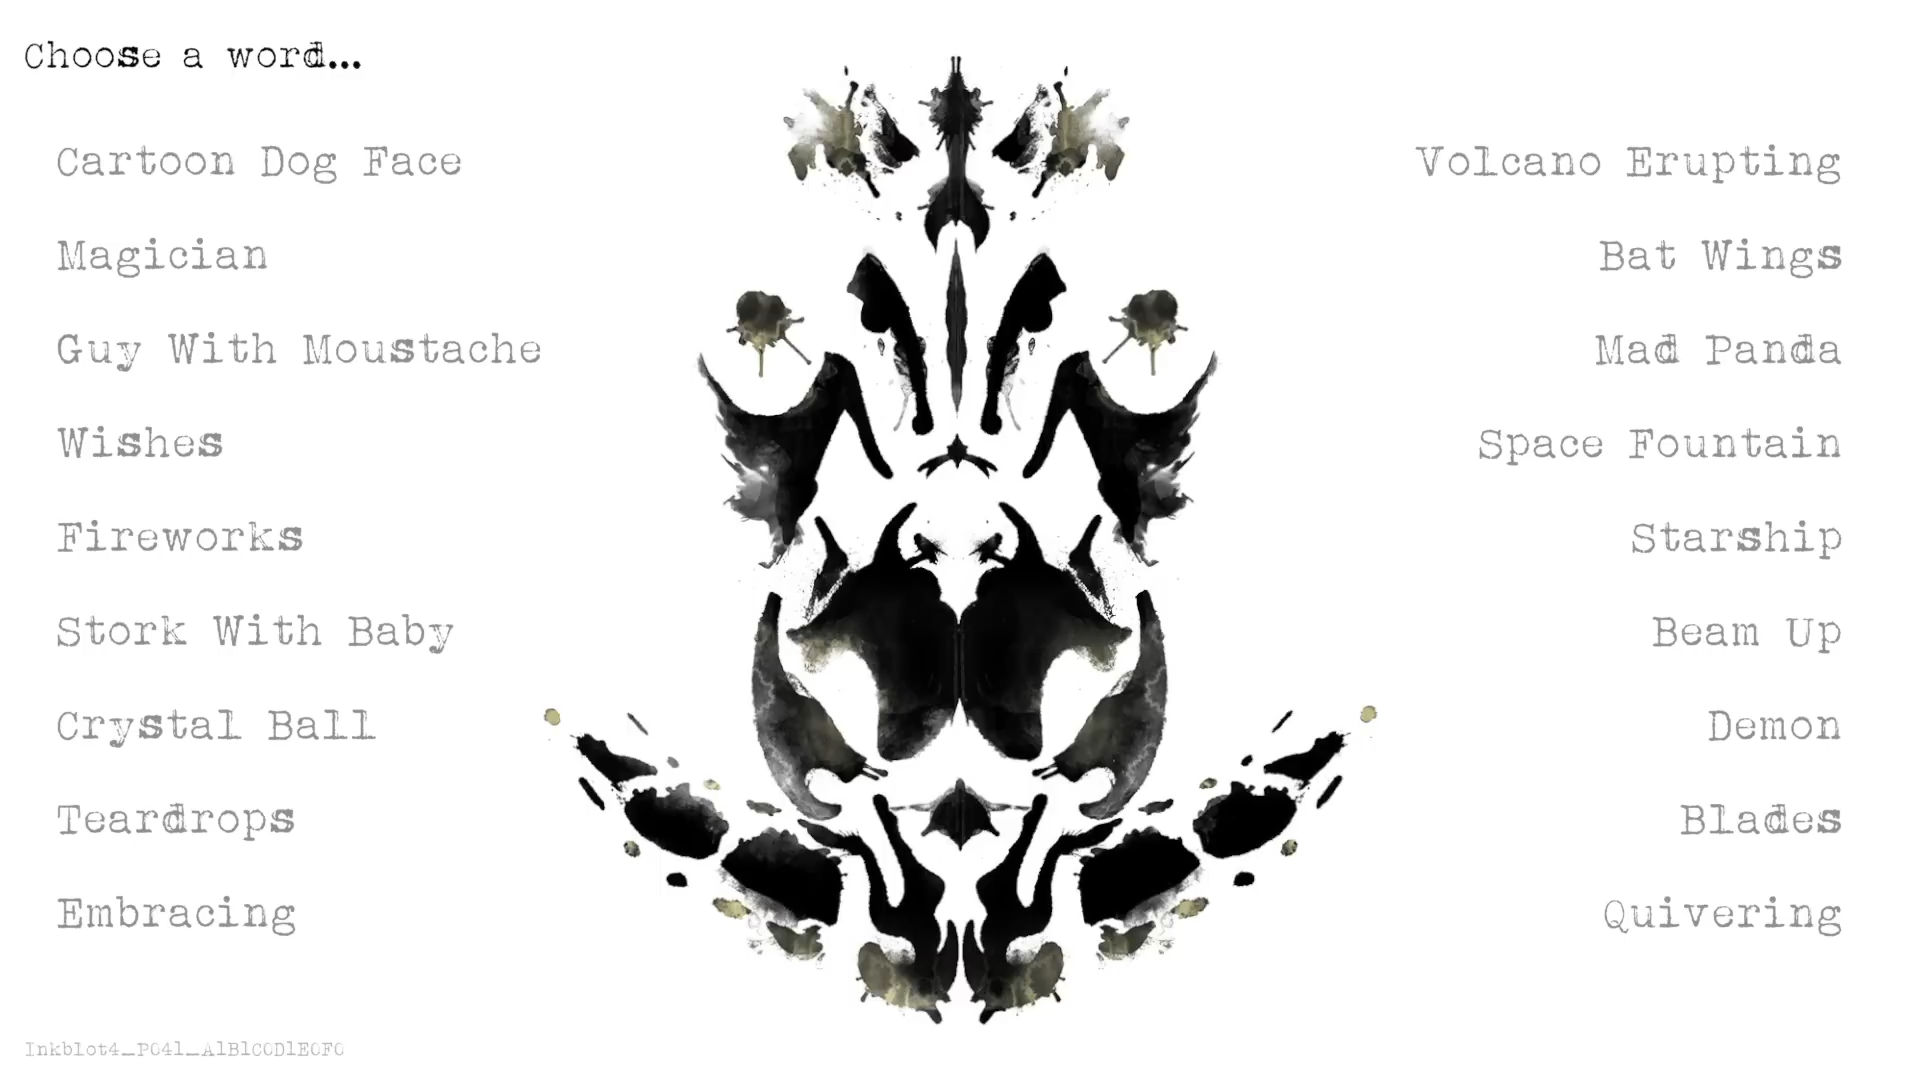 Choose a word...
Cartoon Dog Face
Magician
Guy With Moustache
Wishes
Fireworks
Stork With Baby
Crystal Ball
Teardrops
Embracing
Volcano Erupting
Bat Wings
Mad Panda
Space Fountain
Starship
Beam Up
Demon
Blades
Quivering
Inkblot4_P041_A1B1C0D1E0F0